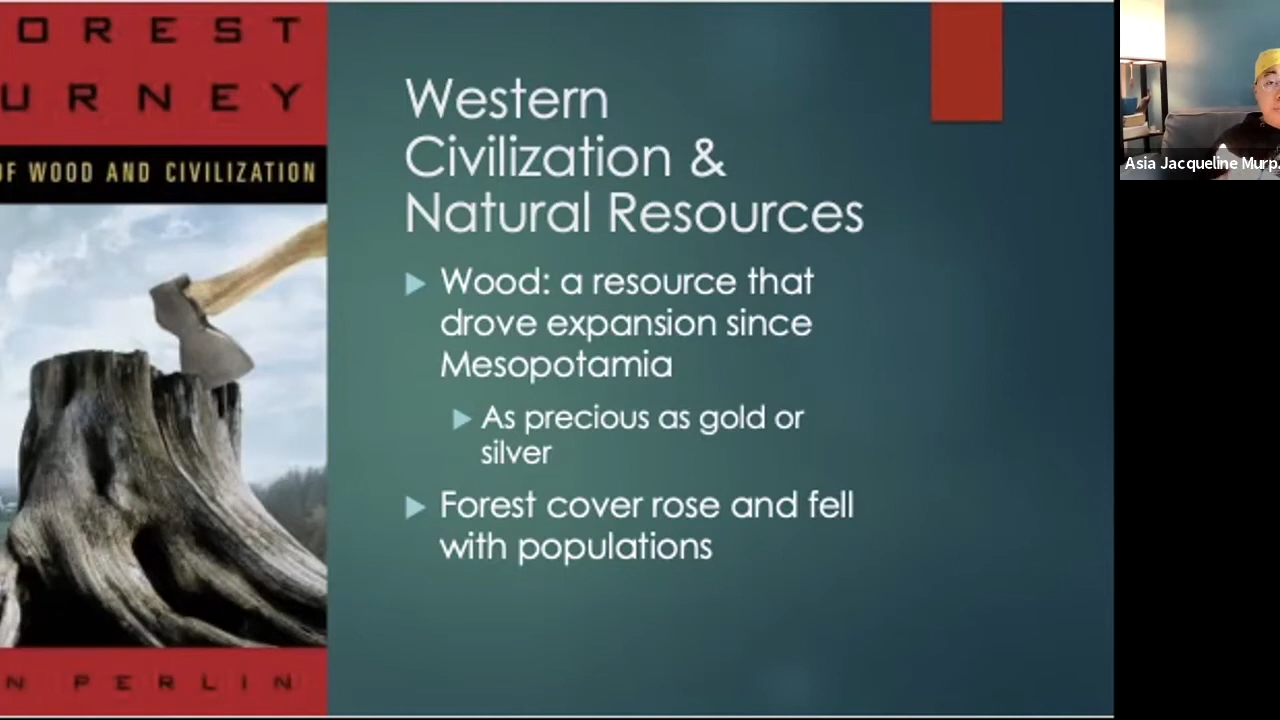 OREST
URNEY
OF WOOD AND CIVILIZATION
N PERLIN
Western
Civilization &
Natural Resources
Wood: a resource that
drove expansion since
Mesopotamia
As precious as gold or
silver
Forest cover rose and fell
with populations
Asia Jacqueline Murp.